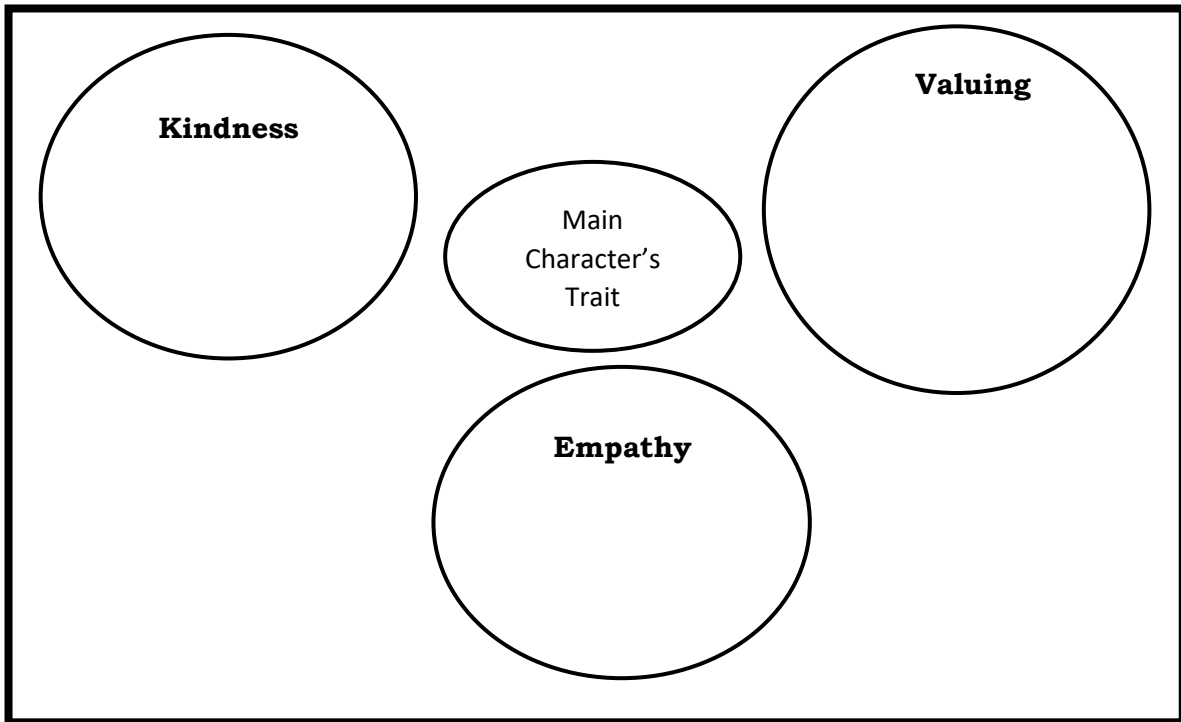 Kindness
Valuing
Main
Character’s
Trait
Empathy